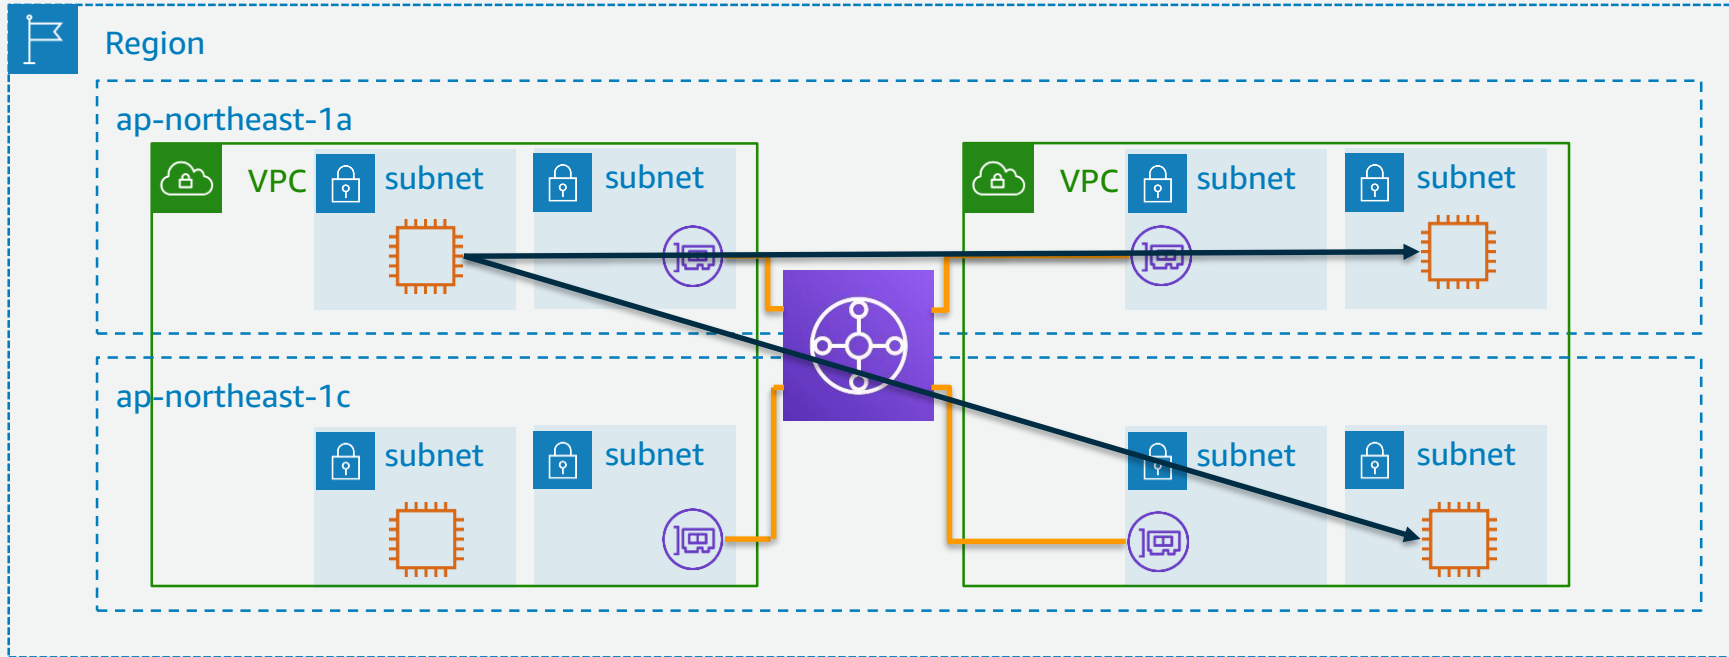 Region
ap-northeast-1a
VPC
subnet
subnet
VPC
subnet
subnet
ap-northeast-1c
subnet
subnet
subnet
subnet